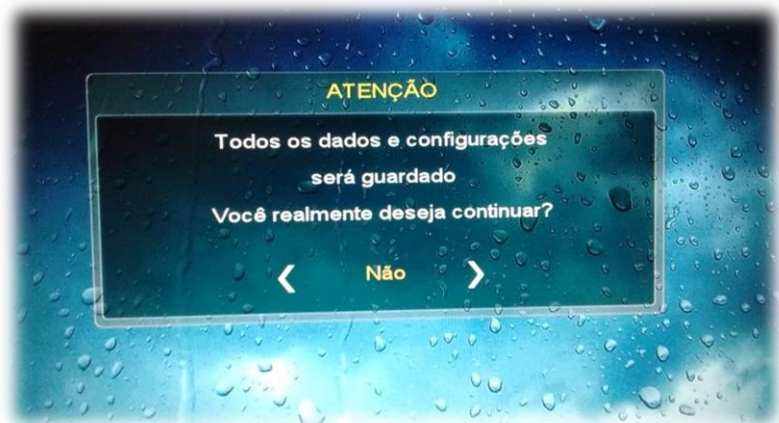 ATENÇÃO
Todos os dados e configurações
será guardado
Você realmente deseja continuar?
Não